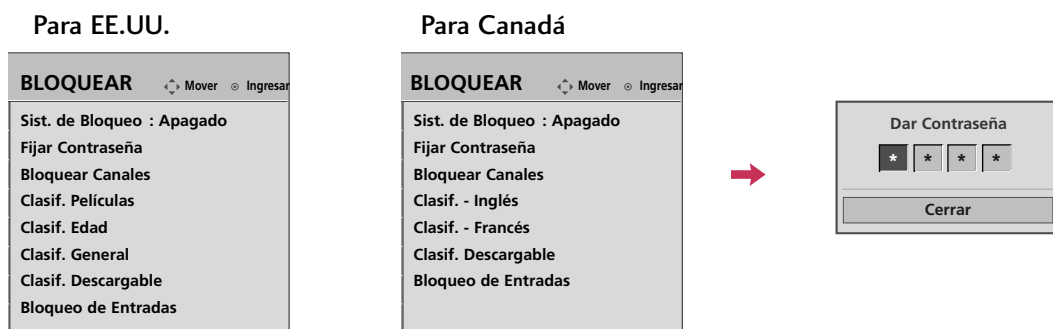 Para EE.UU.
BLOQUEAR Mover Ingresar
Sist. de Bloqueo : Apagado
Fijar Contraseña
Bloquear Canales
Clasif. Películas
Clasif. Edad
Clasif. General
Clasif. Descargable
Bloqueo de Entradas
Para Canadá
BLOQUEAR Mover Ingresar
Sist. de Bloqueo : Apagado
Fijar Contraseña
Bloquear Canales
Clasif. - Inglés
Clasif. - Francés
Clasif. Descargable
Bloqueo de Entradas
Dar Contraseña
* * * *
Cerrar